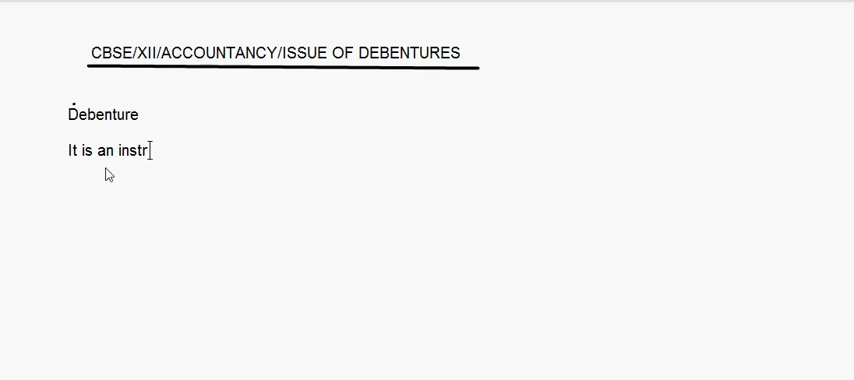 CBSE/XII/ACCOUNTANCY/ISSUE OF DEBENTURES
Debenture
It is an instr